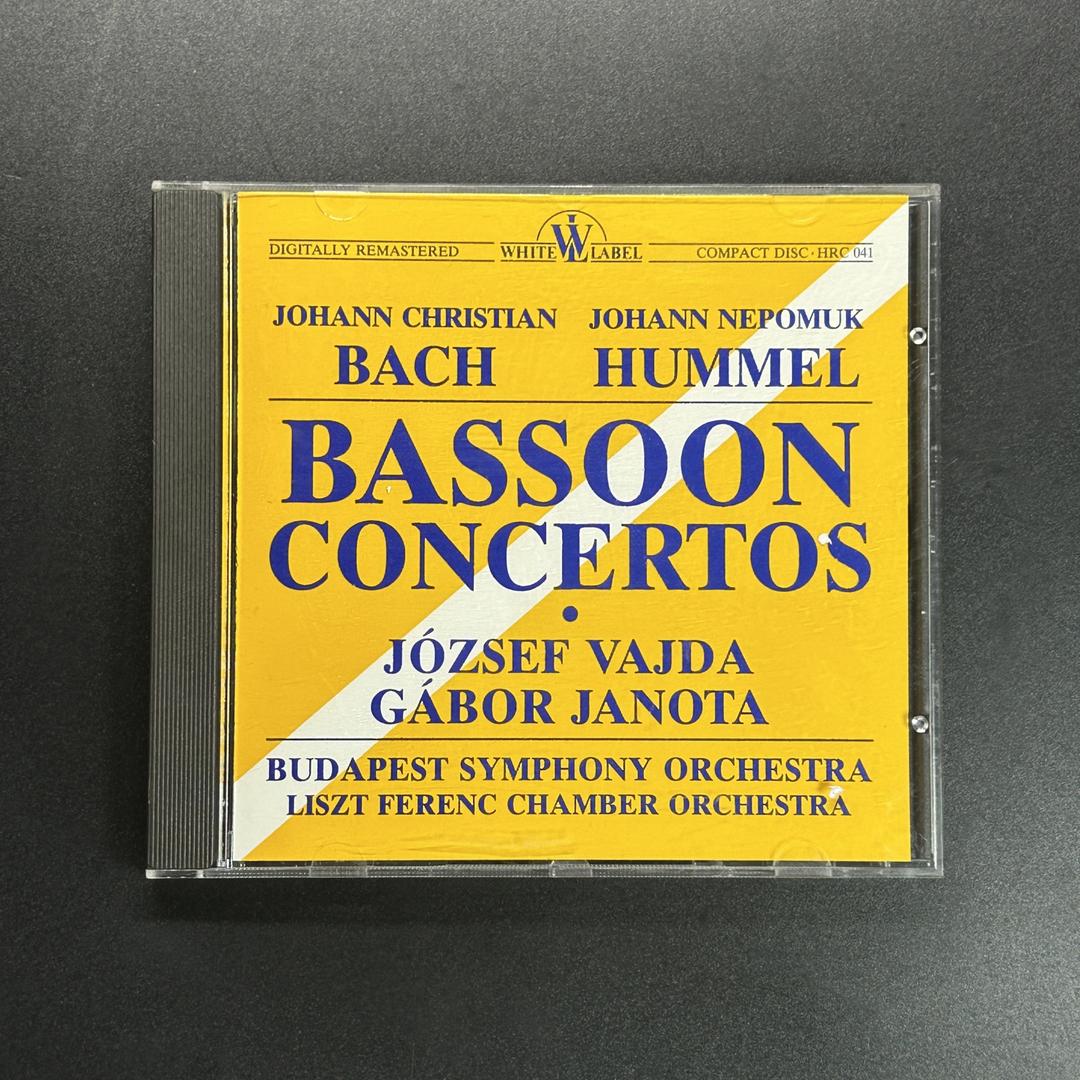 DIGITALLY REMASTERED WHITE WL LABEL COMPACT DISC · HRC 041
JOHANN CHRISTIAN JOHANN NEPOMUK
BACH HUMMEL
BASSOON
CONCERTOS
•
JÓZSEF VAJDA
GÁBOR JANOTA
BUDAPEST SYMPHONY ORCHESTRA
LISZT FERENC CHAMBER ORCHESTRA